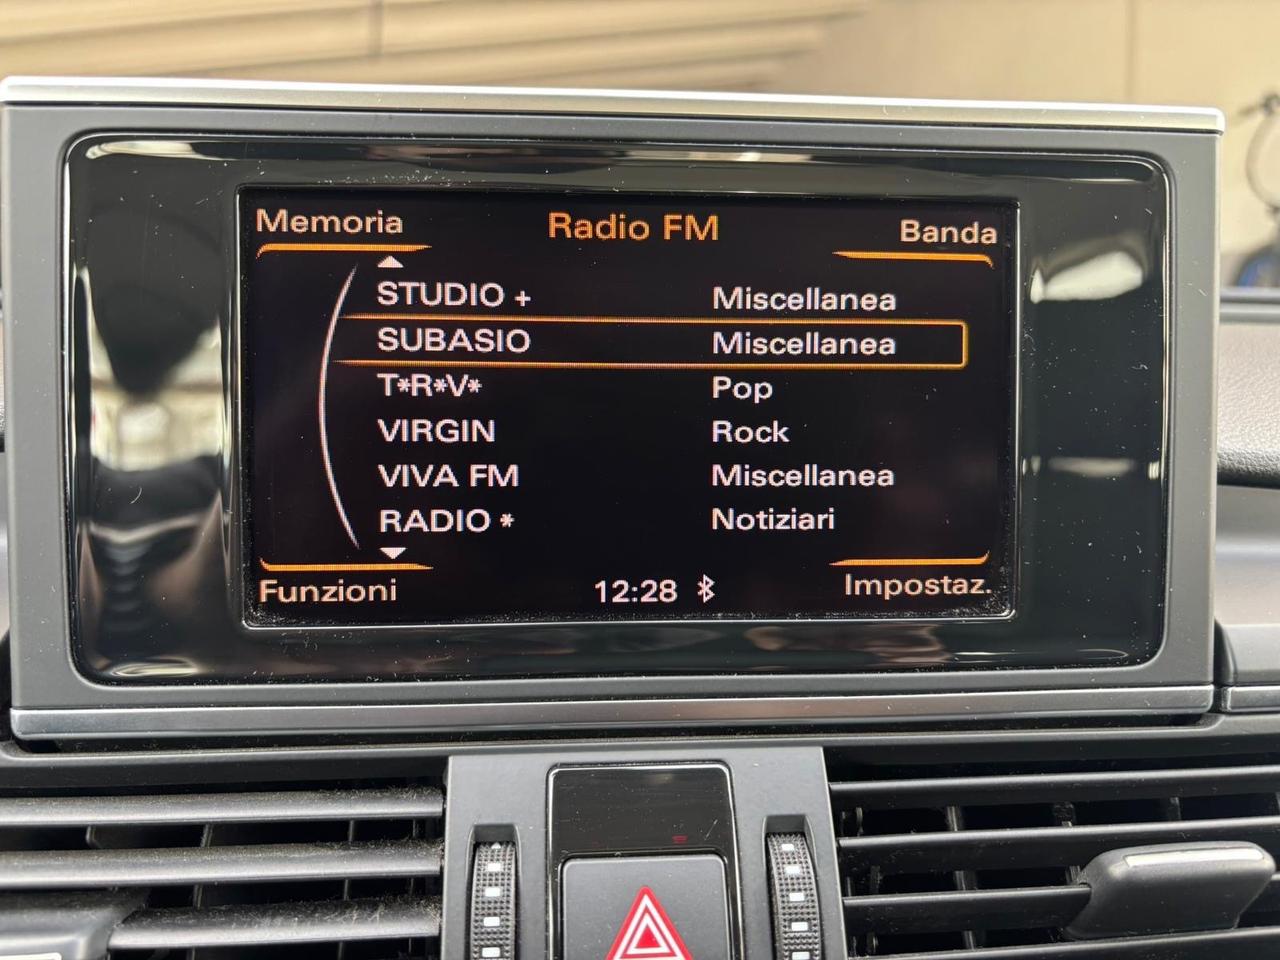 Memoria Radio FM Banda
STUDIO + Miscellanea
SUBASIO Miscellanea
T*R*V* Pop
VIRGIN Rock
VIVA FM Miscellanea
RADIO * Notiziari
Funzioni 12:28 Impostaz.